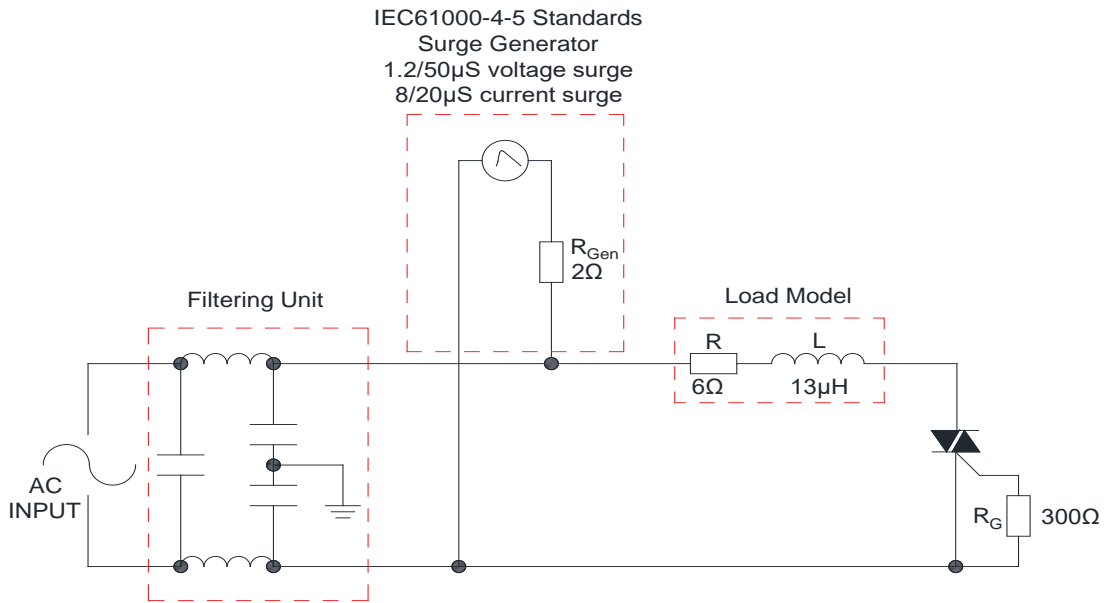 IEC61000-4-5 Standards
Surge Generator
1.2/50µS voltage surge
8/20µS current surge
RGen
2Ω
Filtering Unit
Load Model
R
L
6Ω
13µH
AC
INPUT
RG
300Ω